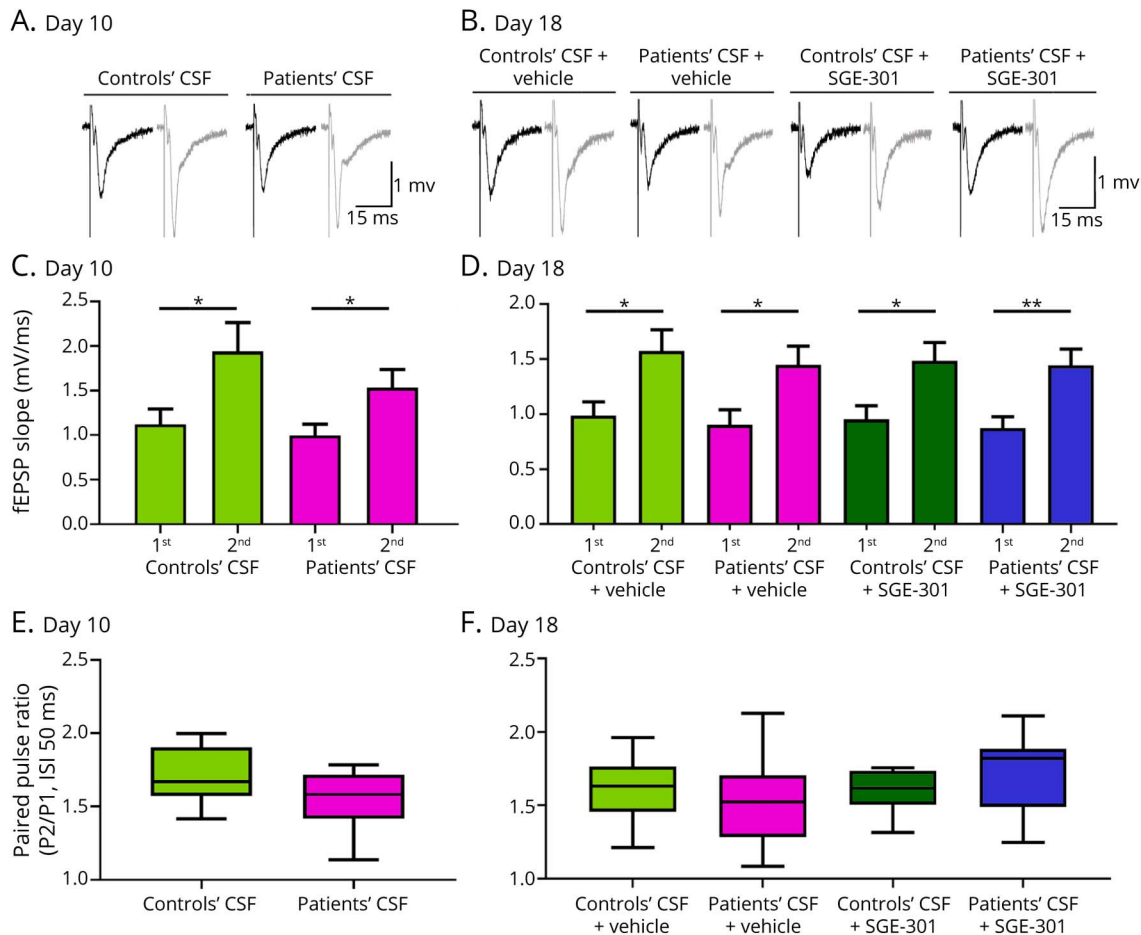 A. Day 10
Controls’ CSF
Patients’ CSF
1 mv
15 ms
B. Day 18
Controls’ CSF +
vehicle
Patients’ CSF +
vehicle
Controls’ CSF +
SGE-301
Patients’ CSF +
SGE-301
1 mv
15 ms
C. Day 10
fEPSP slope (mV/ms)
2.5
2.0
1.5
1.0
0.5
0.0
*
*
1st
2nd
1st
2nd
Controls’ CSF
Patients’ CSF
D. Day 18
2.0
1.5
1.0
0.5
0.0
*
*
*
**
1st
2nd
1st
2nd
1st
2nd
1st
2nd
Controls’ CSF
+ vehicle
Patients’ CSF
+ vehicle
Controls’ CSF
+ SGE-301
Patients’ CSF
+ SGE-301
E. Day 10
Paired pulse ratio
(P2/P1, ISI 50 ms)
2.5
2.0
1.5
1.0
Controls’ CSF
Patients’ CSF
F. Day 18
2.5
2.0
1.5
1.0
Controls’ CSF
+ vehicle
Patients’ CSF
+ vehicle
Controls’ CSF
+ SGE-301
Patients’ CSF
+ SGE-301